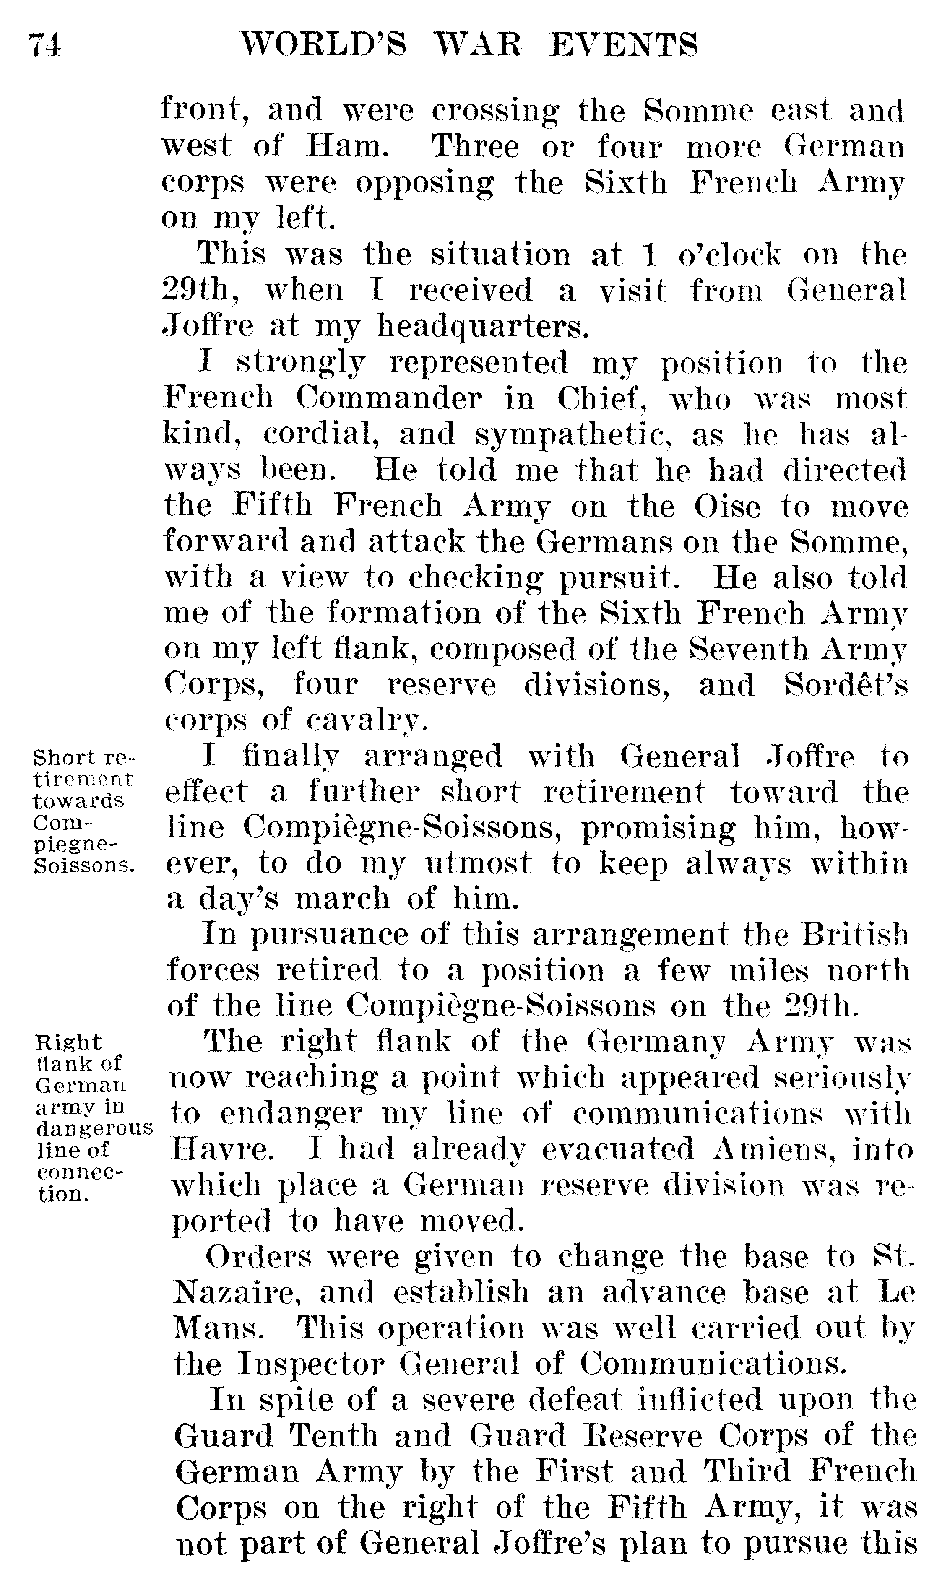 74 WORLD'S WAR EVENTS
front, and were crossing the Somme east and
west of Ham. Three or four more German
corps were opposing the Sixth French Army
on my left.
This was the situation at 1 o'clock on the
29th, when I received a visit from General
Joffre at my headquarters.
I strongly represented my position to the
French Commander in Chief, who was most
kind, cordial, and sympathetic, as he has al-
ways been. He told me that he had directed
the Fifth French Army on the Oise to move
forward and attack the Germans on the Somme,
with a view to checking pursuit. He also told
me of the formation of the Sixth French Army
on my left flank, composed of the Seventh Army
Corps, four reserve divisions, and Sordêt's
corps of cavalry.
Short re-
tirement
towards
Com-
piegne-
Soissons.
I finally arranged with General Joffre to
effect a further short retirement toward the
line Compiègne-Soissons, promising him, how-
ever, to do my utmost to keep always within
a day's march of him.
In pursuance of this arrangement the British
forces retired to a position a few miles north
of the line Compiègne-Soissons on the 29th.
Right
flank of
German
army in
dangerous
line of
connec-
tion.
The right flank of the Germany Army was
now reaching a point which appeared seriously
to endanger my line of communications with
Havre. I had already evacuated Amiens, into
which place a German reserve division was re-
ported to have moved.
Orders were given to change the base to St.
Nazaire, and establish an advance base at Le
Mans. This operation was well carried out by
the Inspector General of Communications.
In spite of a severe defeat inflicted upon the
Guard Tenth and Guard Reserve Corps of the
German Army by the First and Third French
Corps on the right of the Fifth Army, it was
not part of General Joffre's plan to pursue this